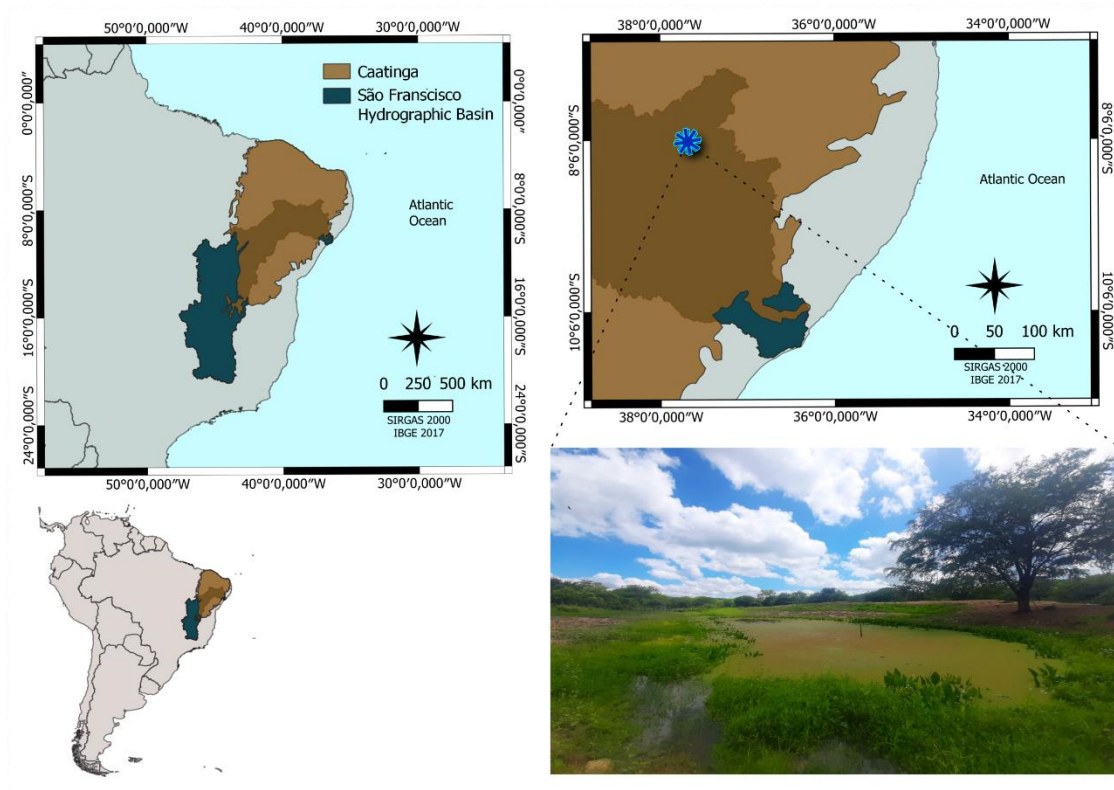 50°0′0,000″W 40°0′0,000″W 30°0′0,000″W
Caatinga
São Franscisco
Hydrographic Basin
Atlantic
Ocean
0°0′0,000″
8°0′0,000″S
16°0′0,000″S
24°0′0,000″S
0°0′0,000″
8°0′0,000″S
16°0′0,000″S
24°0′0,000″S
0 250 500 km
SIRGAS 2000
IBGE 2017
50°0′0,000″W 40°0′0,000″W 30°0′0,000″W
38°0′0,000″W 36°0′0,000″W 34°0′0,000″W
8°6′0,000″S
10°6′0,000″S
8°6′0,000″S
10°6′0,000″S
Atlantic Ocean
0 50 100 km
SIRGAS 2000
IBGE 2017
38°0′0,000″W 36°0′0,000″W 34°0′0,000″W